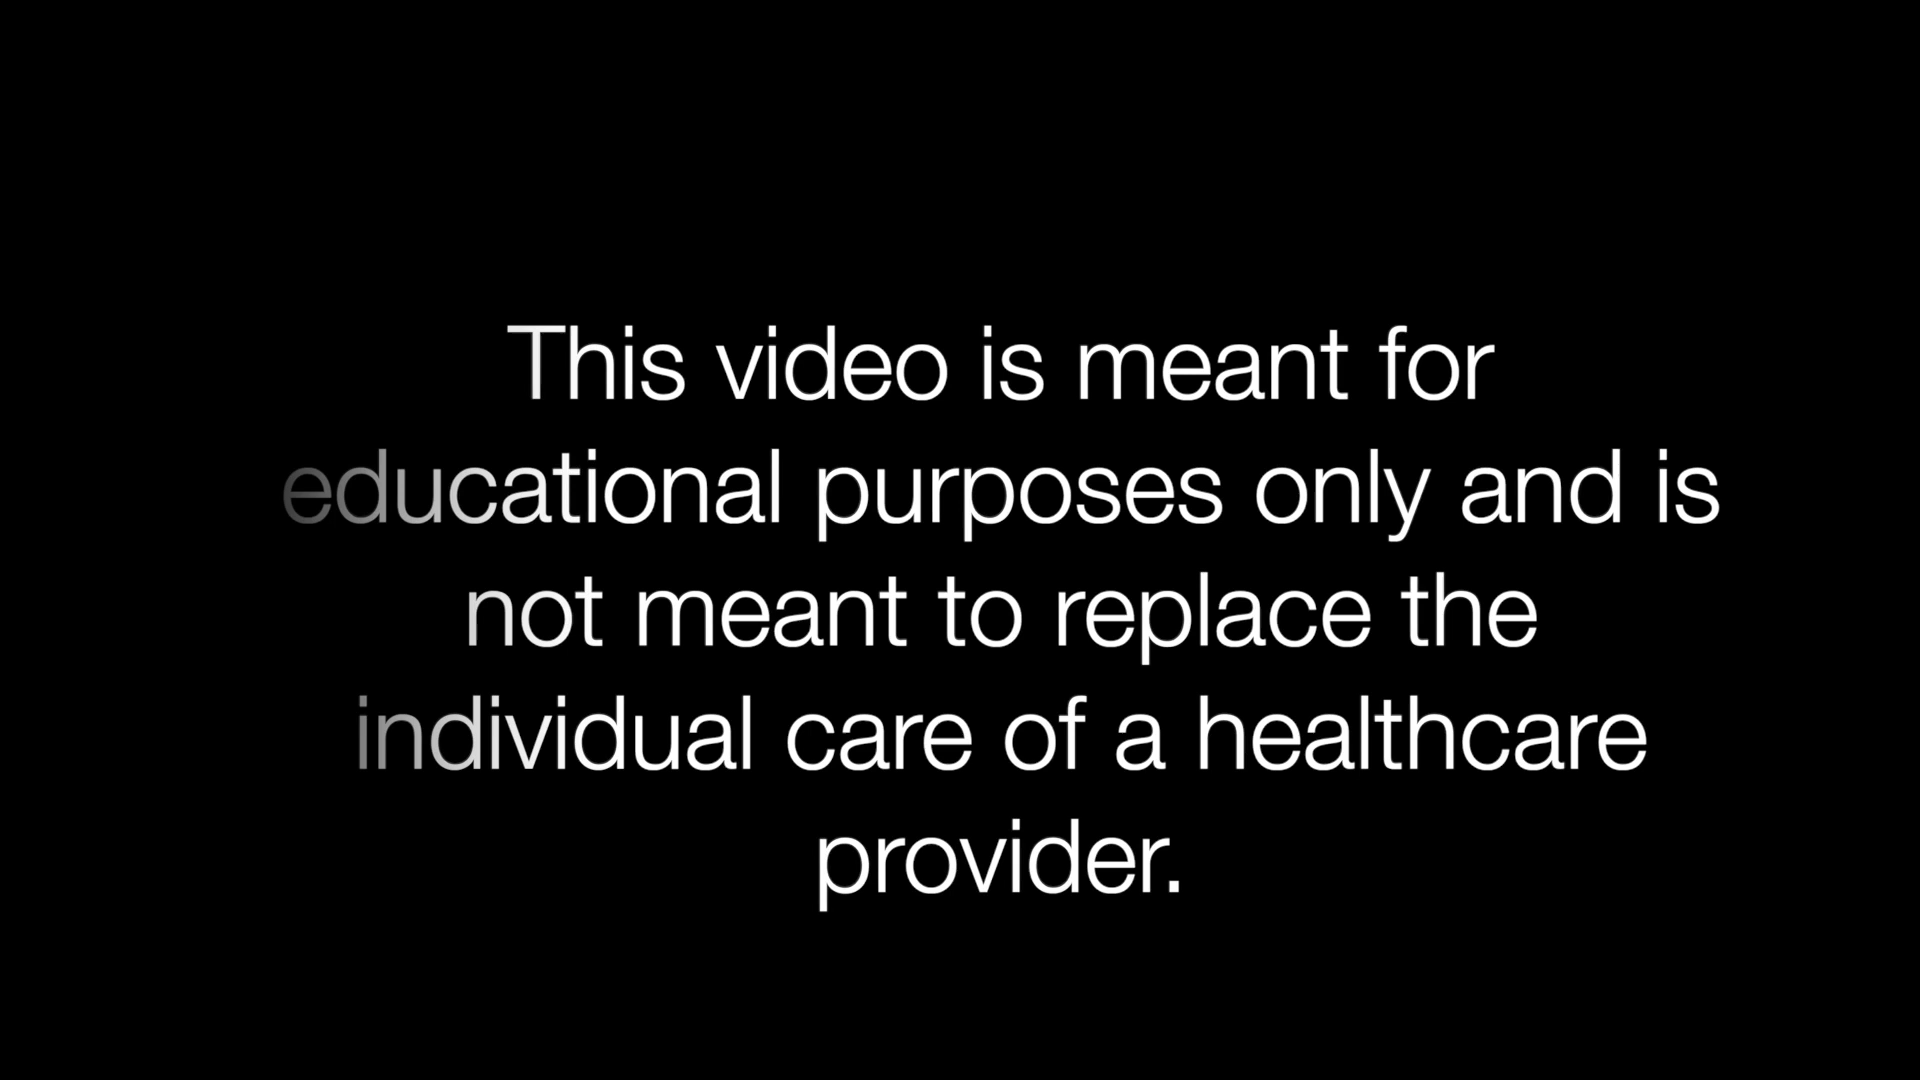 This video is meant for
educational purposes only and is
not meant to replace the
individual care of a healthcare
provider.